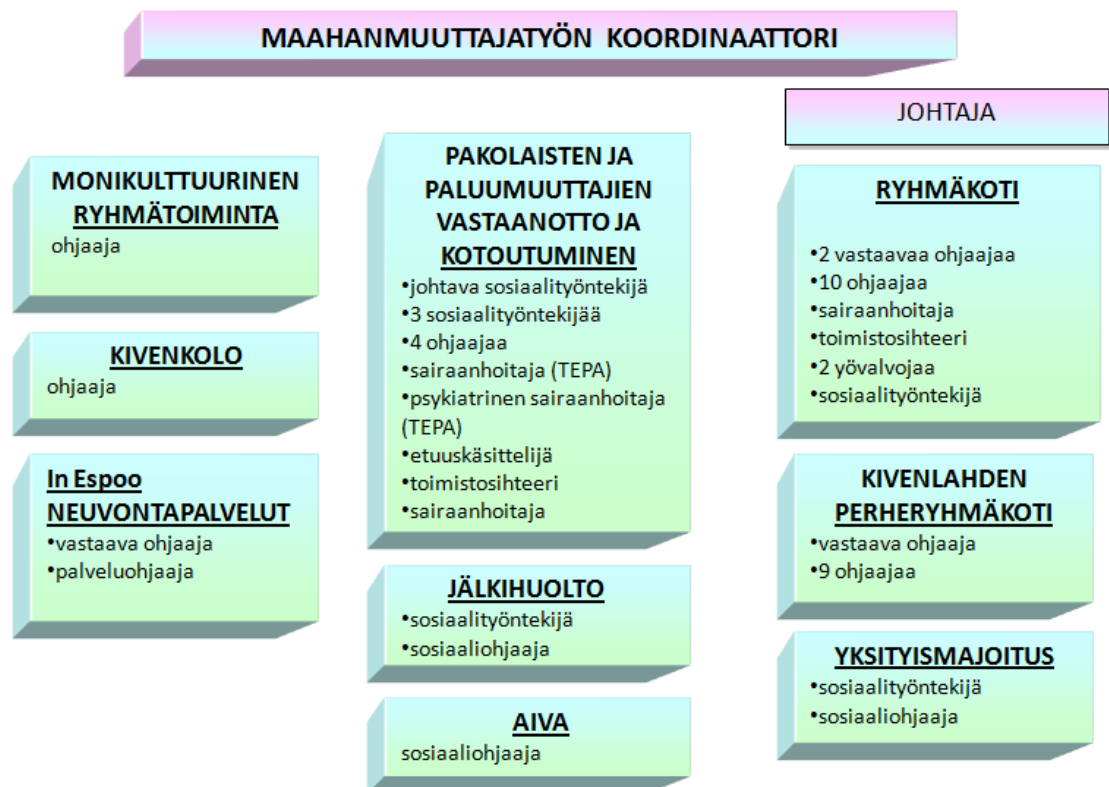 MAAHANMUUTTAJATYÖN KOORDINAATTORI
MONIKULTTUURINEN
RYHMÄTOIMINTA
ohjaaja
KIVENKOLO
ohjaaja
In Espoo
NEUVONTAPALVELUT
•vastaava ohjaaja
•palveluohjaaja
PAKOLAISTEN JA
PALUUMUUTTAJIEN
VASTAANOTTO JA
KOTOUTUMINEN
•johtava sosiaalityöntekijä
•3 sosiaalityöntekijää
•4 ohjaajaa
•sairaanhoitaja (TEPA)
•psykiatrinen sairaanhoitaja
(TEPA)
•etuuskäsittelijä
•toimistosihteeri
•sairaanhoitaja
JÄLKIHUOLTO
•sosiaalityöntekijä
•sosiaaliohjaaja
AIVA
sosiaaliohjaaja
JOHTAJA
RYHMÄKOTI
•2 vastaavaa ohjaajaa
•10 ohjaajaa
•sairaanhoitaja
•toimistosihteeri
•2 yövalvojaa
•sosiaalityöntekijä
KIVENLAHDEN
PERHERYHMÄKOTI
•vastaava ohjaaja
•9 ohjaajaa
YKSITYISMAJOITUS
•sosiaalityöntekijä
•sosiaaliohjaaja